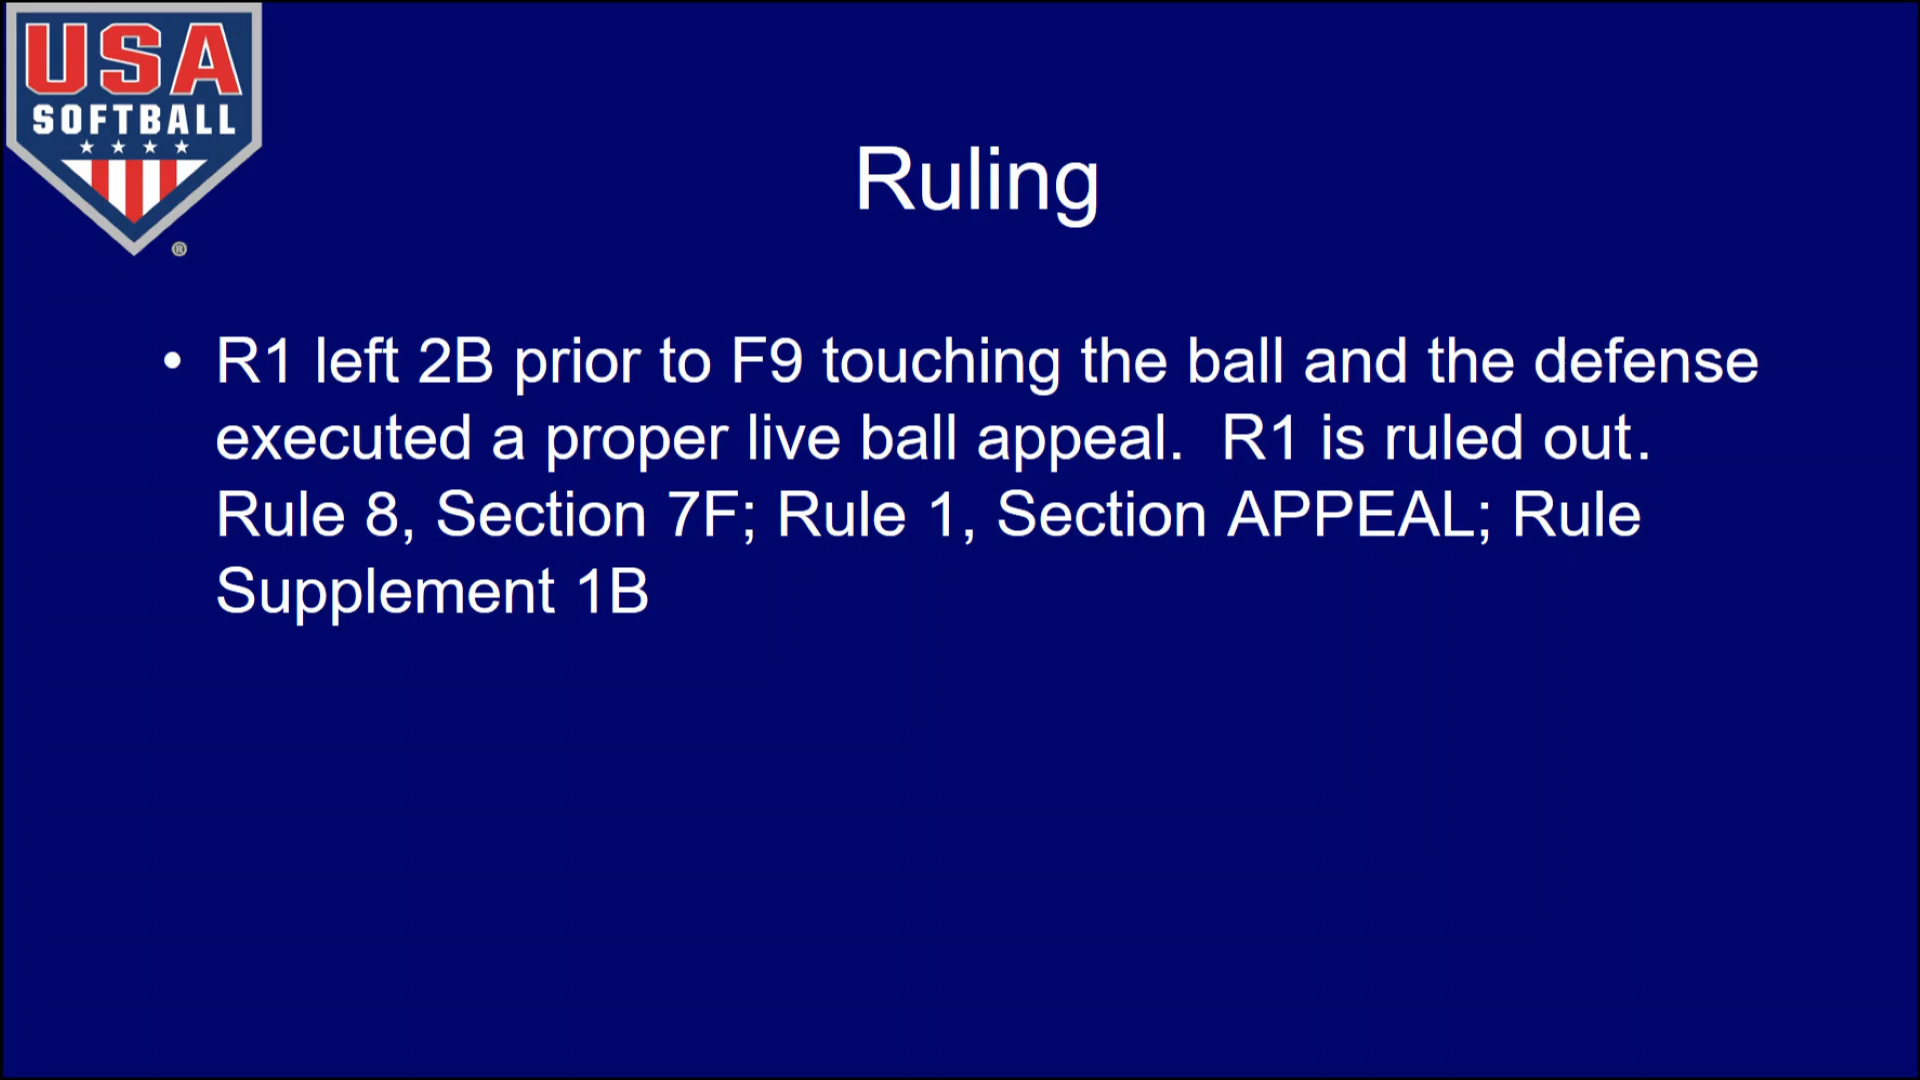 USA
SOFTBALL
®
Ruling
• R1 left 2B prior to F9 touching the ball and the defense
executed a proper live ball appeal.  R1 is ruled out.
Rule 8, Section 7F; Rule 1, Section APPEAL; Rule
Supplement 1B